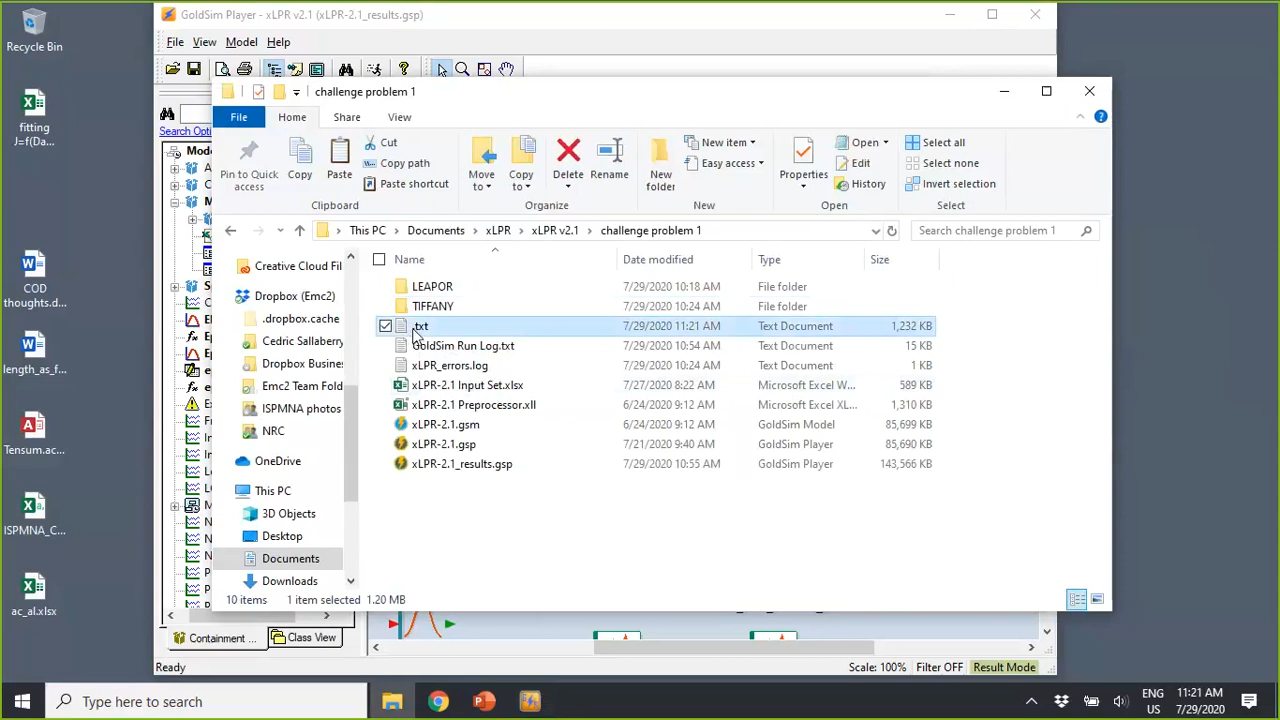 GoldSim Player - xLPR v2.1 (xLPR-2.1_results.gsp)
Recycle Bin
File View Model Help
challenge problem 1
fitting
J=f(Da...
Search Opti
File Home Share View
Pin to Quick
access
Copy
Paste
Cut
Copy path
Paste shortcut
Move
to
Copy
to
Delete
Rename
New
folder
New item
Easy access
Properties
Open
Edit
History
Select all
Select none
Invert selection
Clipboard
Organize
New
Open
Select
This PC
Documents
xLPR
xLPR v2.1
challenge problem 1
Search challenge problem 1
Name
Date modified
Type
Size
LEAPOR 7/29/2020 10:18 AM File folder
TIFFANY 7/29/2020 10:24 AM File folder
.txt 7/29/2020 11:21 AM Text Document 1,232 KB
GoldSim Run Log.txt 7/29/2020 10:54 AM Text Document 15 KB
xLPR_errors.log 7/29/2020 10:24 AM Text Document 1 KB
xLPR-2.1 Input Set.xlsx 7/27/2020 8:22 AM Microsoft Excel W... 589 KB
xLPR-2.1 Preprocessor.xll 6/24/2020 9:12 AM Microsoft Excel XL... 1,310 KB
xLPR-2.1.gsm 6/24/2020 9:12 AM GoldSim Model 85,699 KB
xLPR-2.1.gsp 7/21/2020 9:40 AM GoldSim Player 85,690 KB
xLPR-2.1_results.gsp 7/29/2020 10:55 AM GoldSim Player 143,566 KB
Creative Cloud Fil
Dropbox (Emc2)
.dropbox.cache
Cedric Sallaberry
Dropbox Busines
Emc2 Team Fold
ISPMNA photos
NRC
OneDrive
This PC
3D Objects
Desktop
Documents
Downloads
COD
thoughts.d...
length_as_f...
Tensum.ac...
ISPMNA_C...
ac_al.xlsx
10 items 1 item selected 1.20 MB
Containment ... Class View
Ready
Scale: 100% Filter OFF Result Mode
Type here to search
ENG
US
11:21 AM
7/29/2020